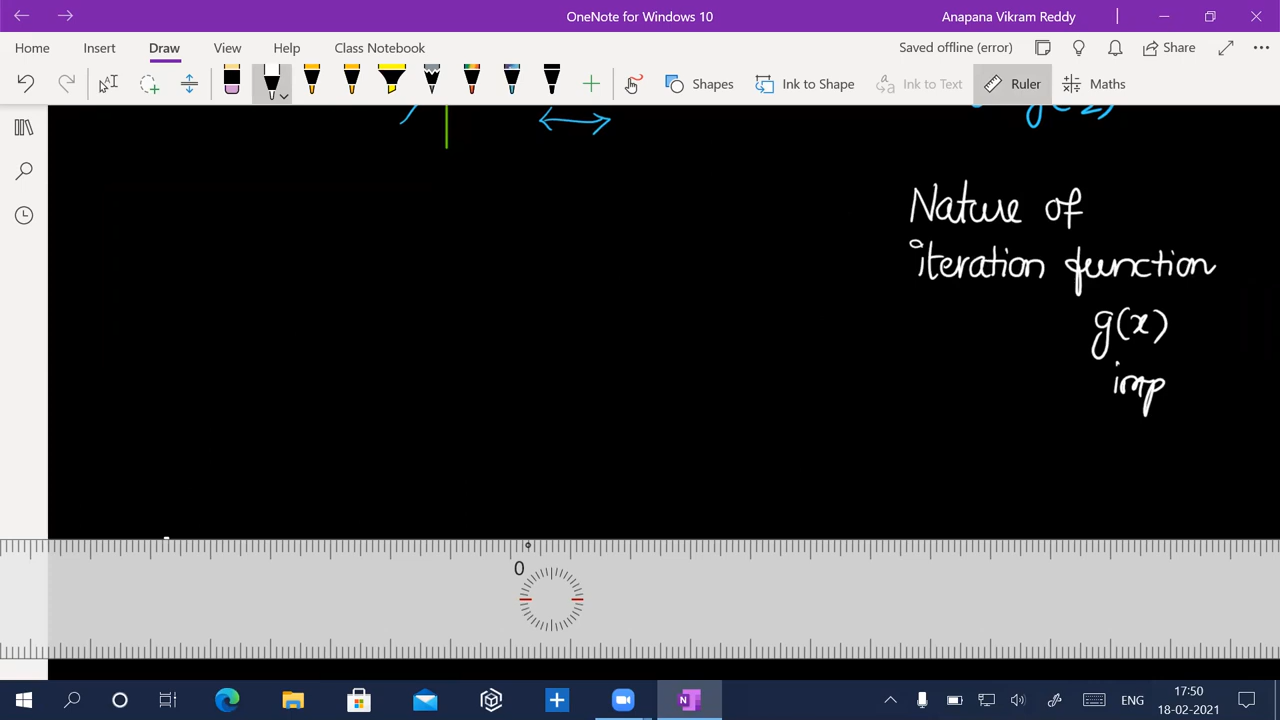 OneNote for Windows 10
Anapana Vikram Reddy
Home Insert Draw View Help Class Notebook
Saved offline (error) Share
Shapes Ink to Shape Ink to Text Ruler Maths
Nature of
iteration function
g(x)
imp
0
ENG
17:50
18-02-2021